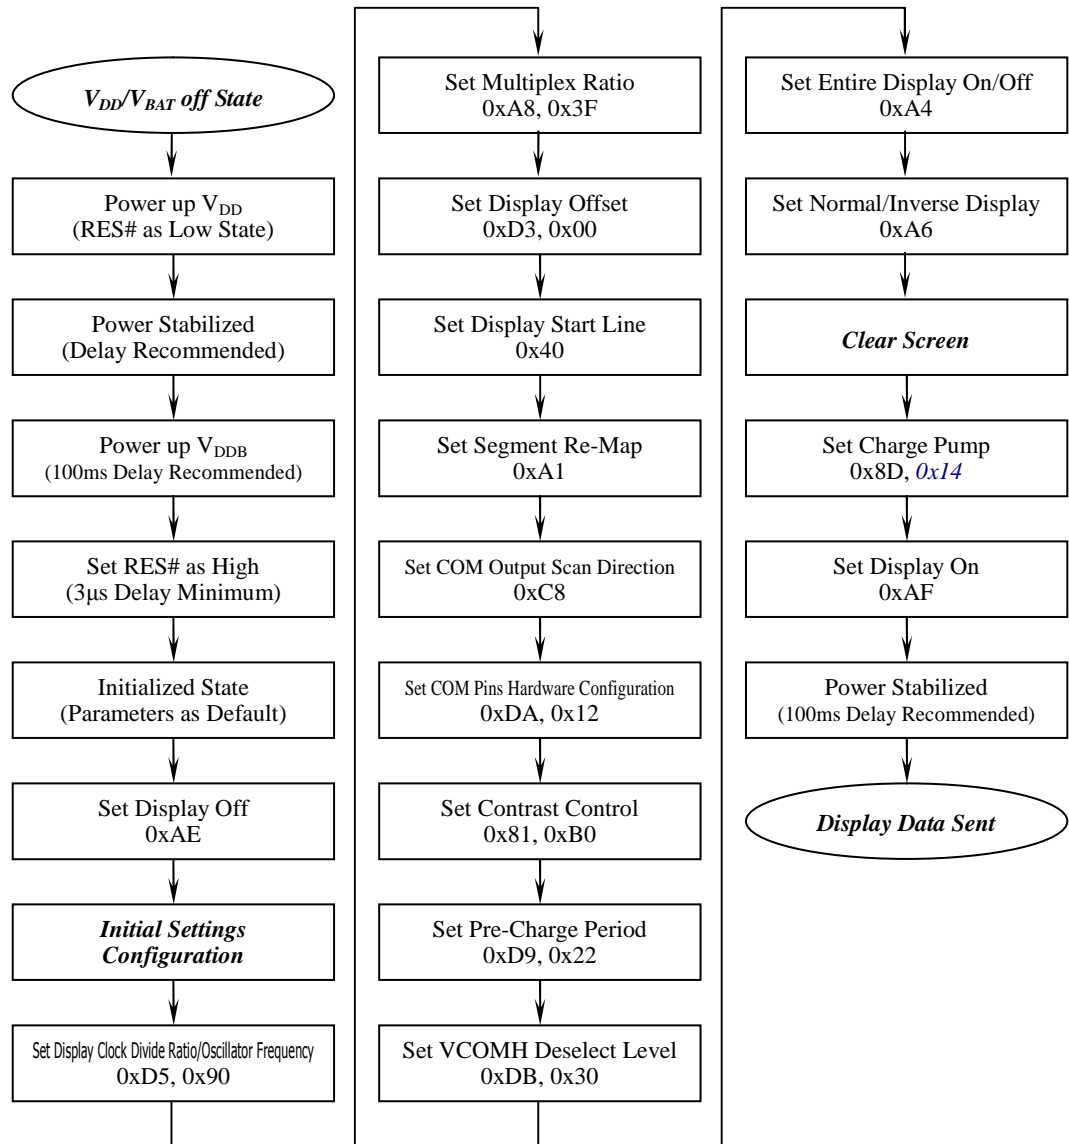 V_DD/V_BAT off State
Power up V_DD
(RES# as Low State)
Power Stabilized
(Delay Recommended)
Power up V_DDB
(100ms Delay Recommended)
Set RES# as High
(3μs Delay Minimum)
Initialized State
(Parameters as Default)
Set Display Off
0xAE
Initial Settings
Configuration
Set Display Clock Divide Ratio/Oscillator Frequency
0xD5, 0x90
Set Multiplex Ratio
0xA8, 0x3F
Set Display Offset
0xD3, 0x00
Set Display Start Line
0x40
Set Segment Re-Map
0xA1
Set COM Output Scan Direction
0xC8
Set COM Pins Hardware Configuration
0xDA, 0x12
Set Contrast Control
0x81, 0xB0
Set Pre-Charge Period
0xD9, 0x22
Set VCOMH Deselect Level
0xDB, 0x30
Set Entire Display On/Off
0xA4
Set Normal/Inverse Display
0xA6
Clear Screen
Set Charge Pump
0x8D, 0x14
Set Display On
0xAF
Power Stabilized
(100ms Delay Recommended)
Display Data Sent